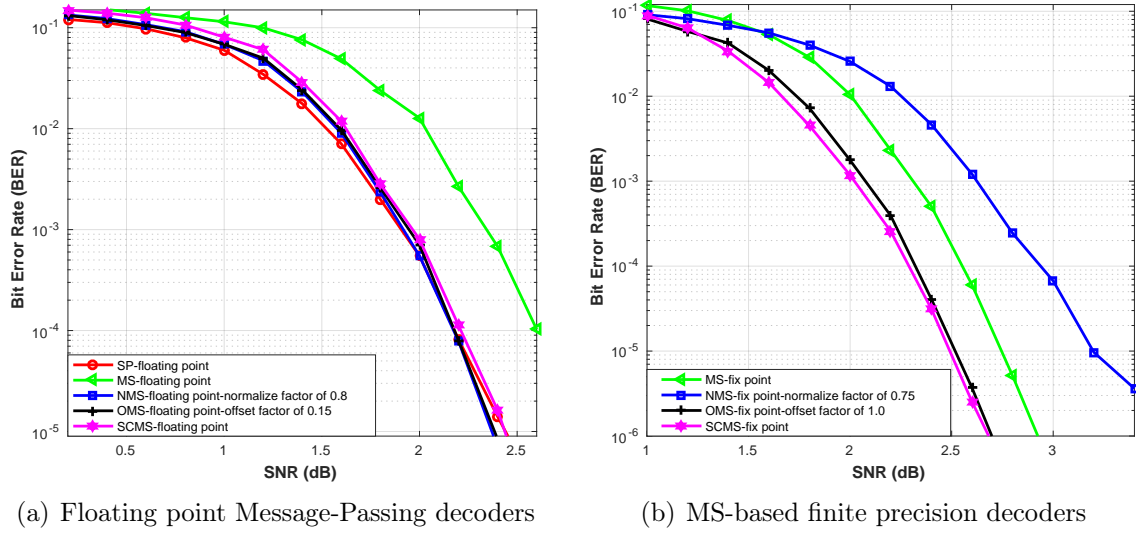 10^-1
10^-2
10^-3
10^-4
10^-5
Bit Error Rate (BER)
SP-floating point
MS-floating point
NMS-floating point-normalize factor of 0.8
OMS-floating point-offset factor of 0.15
SCMS-floating point
0.5 1 1.5 2 2.5
SNR (dB)
(a) Floating point Message-Passing decoders
10^-1
10^-2
10^-3
10^-4
10^-5
10^-6
Bit Error Rate (BER)
MS-fix point
NMS-fix point-normalize factor of 0.75
OMS-fix point-offset factor of 1.0
SCMS-fix point
1 1.5 2 2.5 3
SNR (dB)
(b) MS-based finite precision decoders